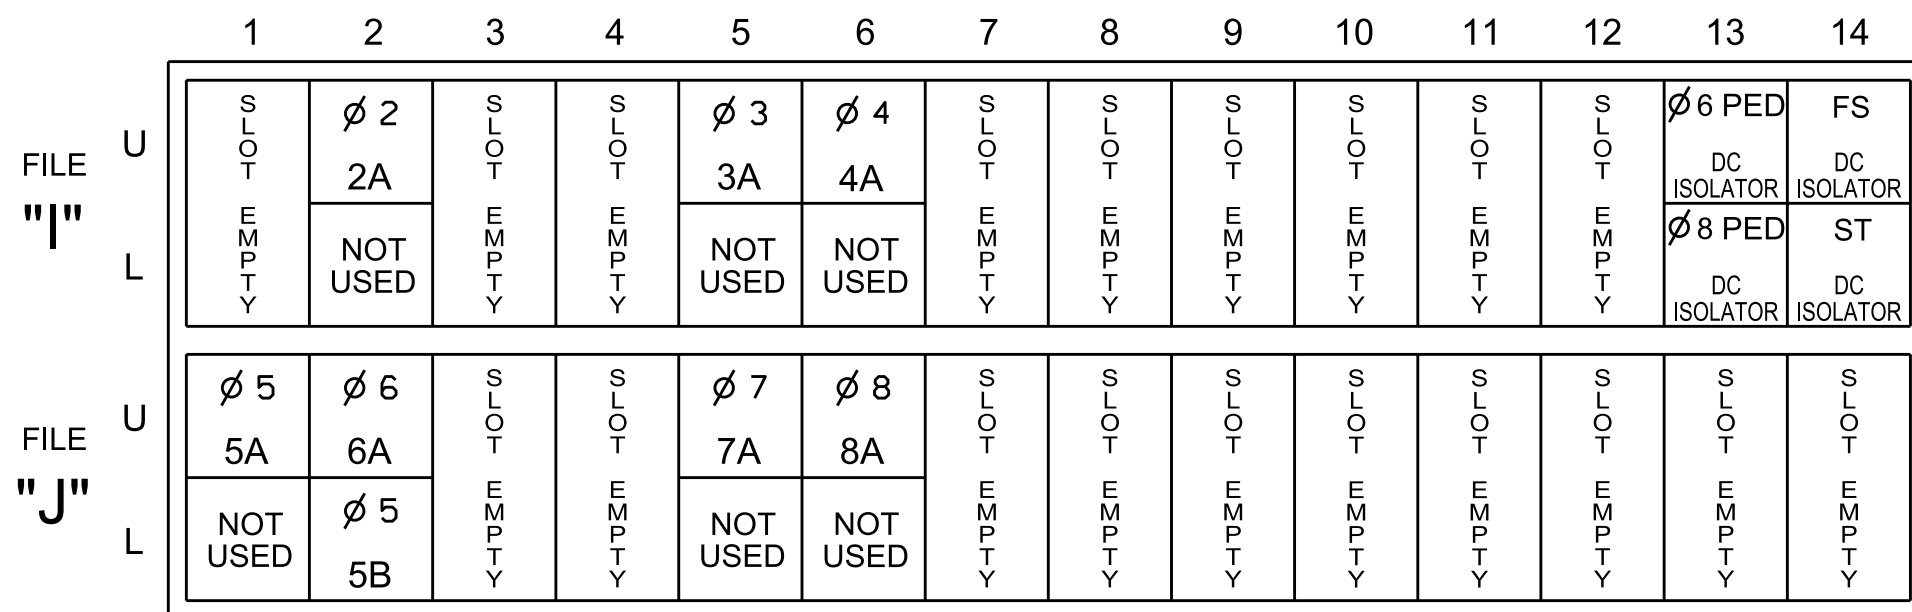 1 2 3 4 5 6 7 8 9 10 11 12 13 14
FILE "I"
U
L
SLOT EMPTY
ø 2
2A
NOT USED
SLOT EMPTY
SLOT EMPTY
ø 3
3A
NOT USED
ø 4
4A
NOT USED
SLOT EMPTY
SLOT EMPTY
SLOT EMPTY
SLOT EMPTY
SLOT EMPTY
SLOT EMPTY
ø 6 PED
DC
ISOLATOR
ø 8 PED
DC
ISOLATOR
FS
DC
ISOLATOR
ST
DC
ISOLATOR
FILE "J"
U
L
ø 5
5A
NOT USED
ø 6
6A
ø 5
5B
SLOT EMPTY
SLOT EMPTY
ø 7
7A
NOT USED
ø 8
8A
NOT USED
SLOT EMPTY
SLOT EMPTY
SLOT EMPTY
SLOT EMPTY
SLOT EMPTY
SLOT EMPTY
SLOT EMPTY
SLOT EMPTY